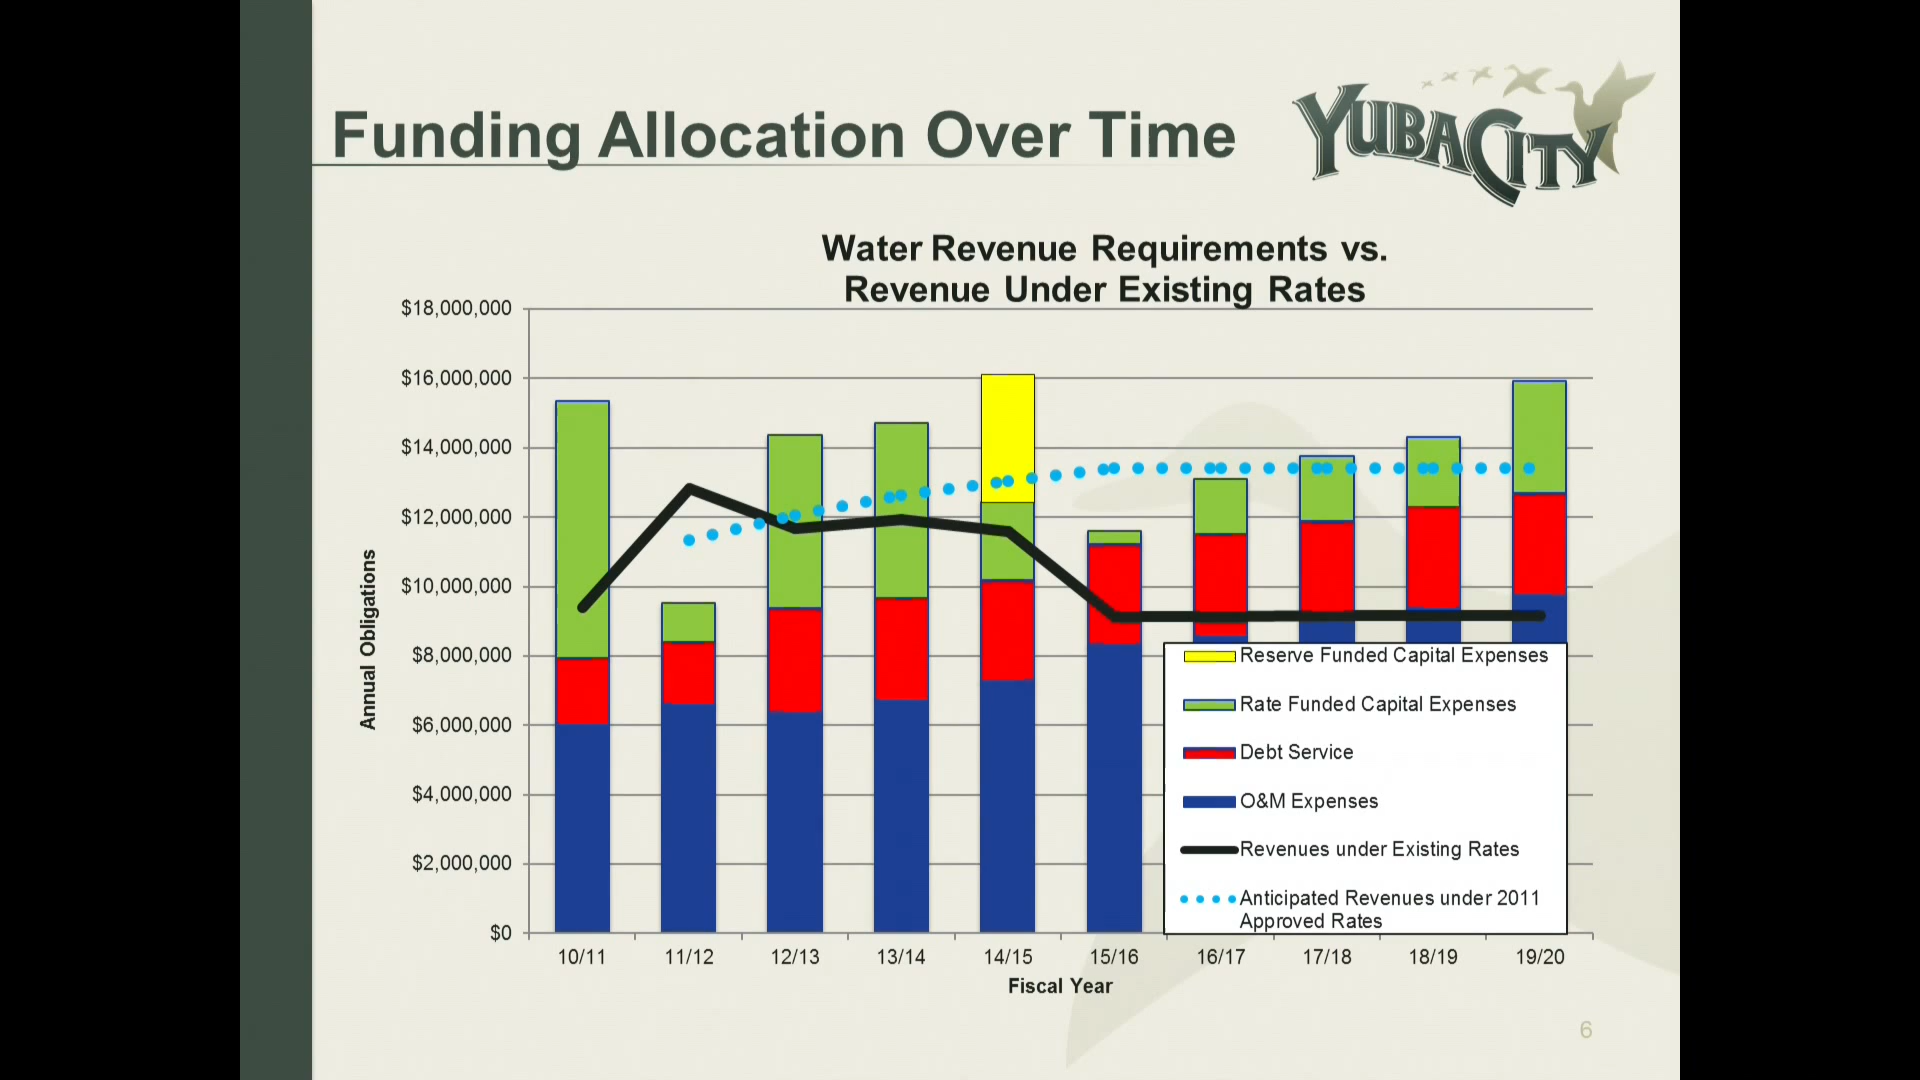 Funding Allocation Over Time
YUBA CITY
Water Revenue Requirements vs.
Revenue Under Existing Rates
$18,000,000
$16,000,000
$14,000,000
$12,000,000
$10,000,000
$8,000,000
$6,000,000
$4,000,000
$2,000,000
$0
Annual Obligations
Reserve Funded Capital Expenses
Rate Funded Capital Expenses
Debt Service
O&M Expenses
Revenues under Existing Rates
Anticipated Revenues under 2011
Approved Rates
10/11 11/12 12/13 13/14 14/15 15/16 16/17 17/18 18/19 19/20
Fiscal Year
6